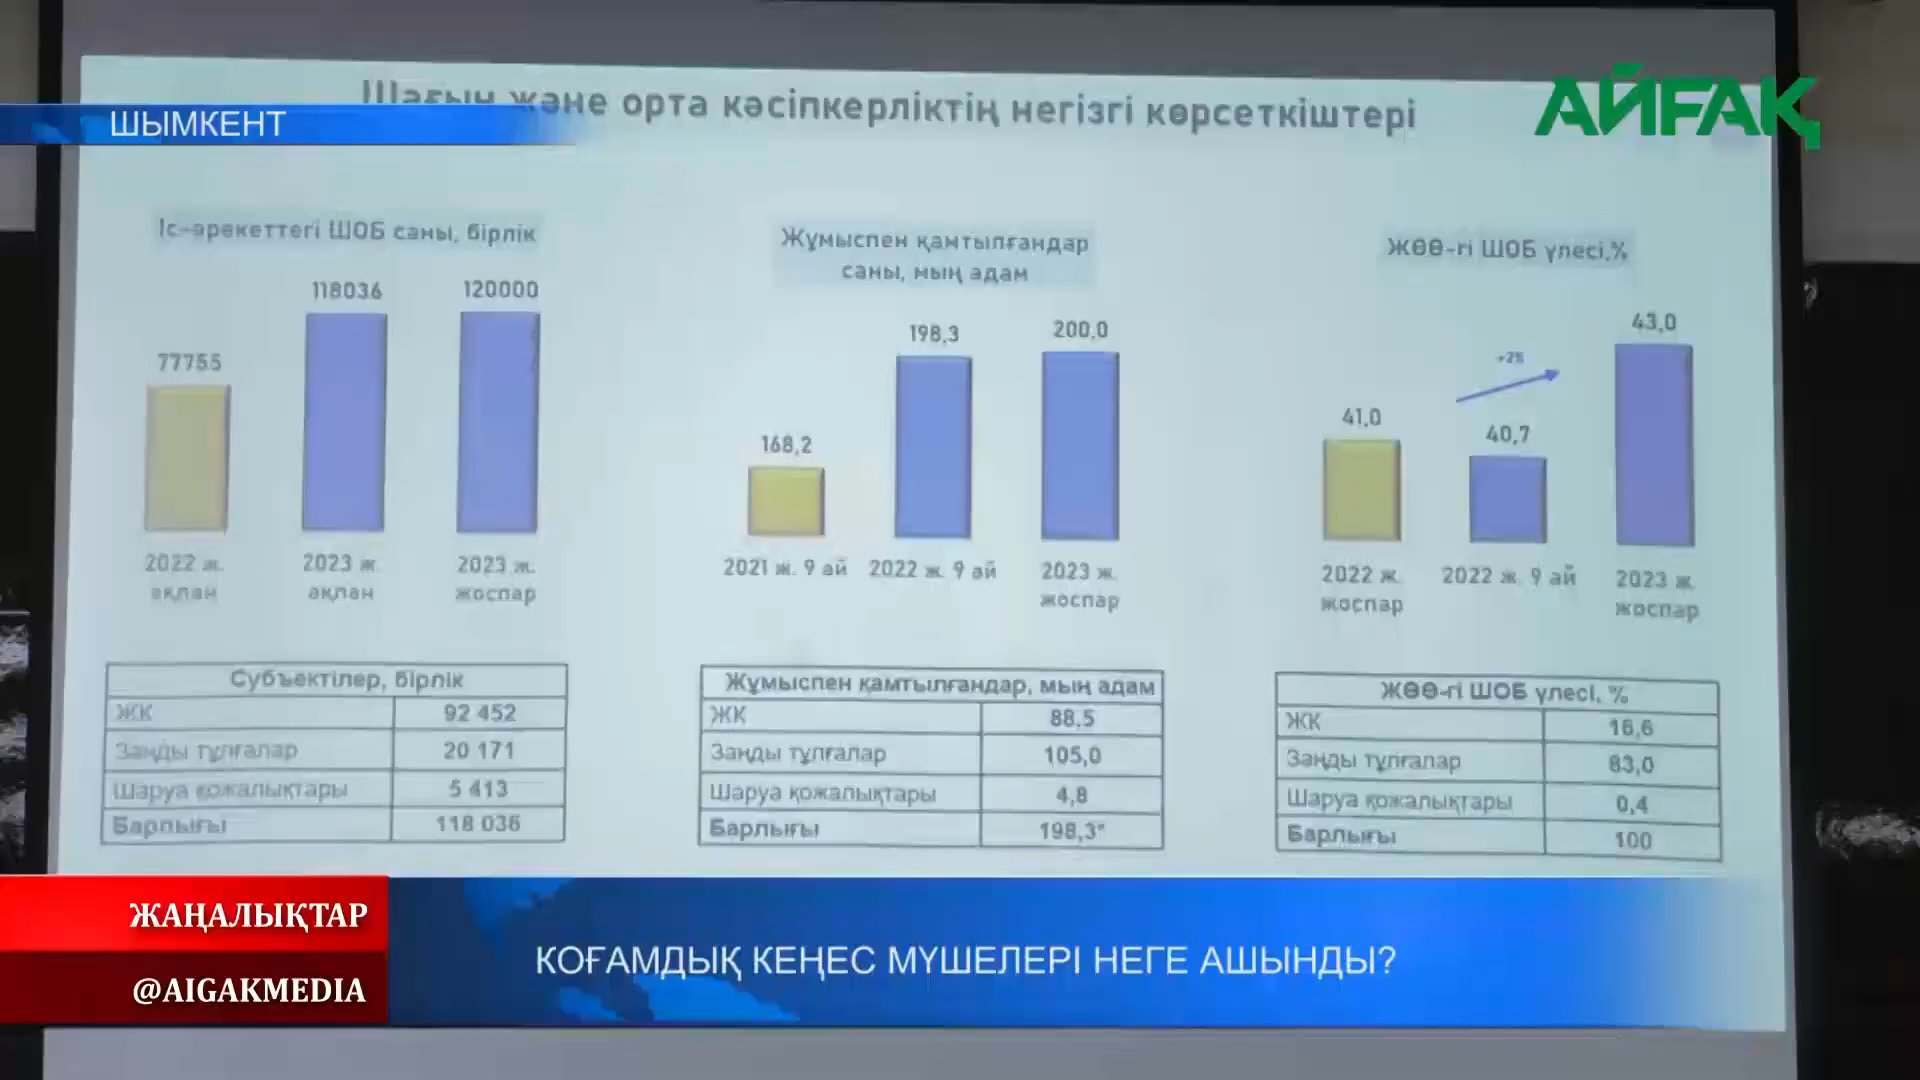 Шағын және орта кәсіпкерліктің негізгі көрсеткіштері
АЙҒАҚ
ШЫМКЕНТ
Іс-әрекеттегі ШОБ саны, бірлік
77755
118036
120000
2022 ж. ақпан
2023 ж. ақпан
2023 ж. жоспар
Жұмыспен қамтылғандар
саны, мың адам
168,2
198,3
200,0
2021 ж. 9 ай
2022 ж. 9 ай
2023 ж. жоспар
ЖӨӨ-гі ШОБ үлесі,%
41,0
40,7
+2%
43,0
2022 ж. жоспар
2022 ж. 9 ай
2023 ж. жоспар
Субъектілер, бірлік
ЖК 92 452
Заңды тұлғалар 20 171
Шаруа қожалықтары 5 413
Барлығы 118 036
Жұмыспен қамтылғандар, мың адам
ЖК 88,5
Заңды тұлғалар 105,0
Шаруа қожалықтары 4,8
Барлығы 198,3*
ЖӨӨ-гі ШОБ үлесі, %
ЖК 16,6
Заңды тұлғалар 83,0
Шаруа қожалықтары 0,4
Барлығы 100
ЖАҢАЛЫҚТАР
@AIGAKMEDIA
ҚОҒАМДЫҚ КЕҢЕС МҮШЕЛЕРІ НЕГЕ АШЫНДЫ?